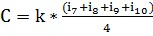 C = k * (i₇+i₈+i₉+i₁₀)/4